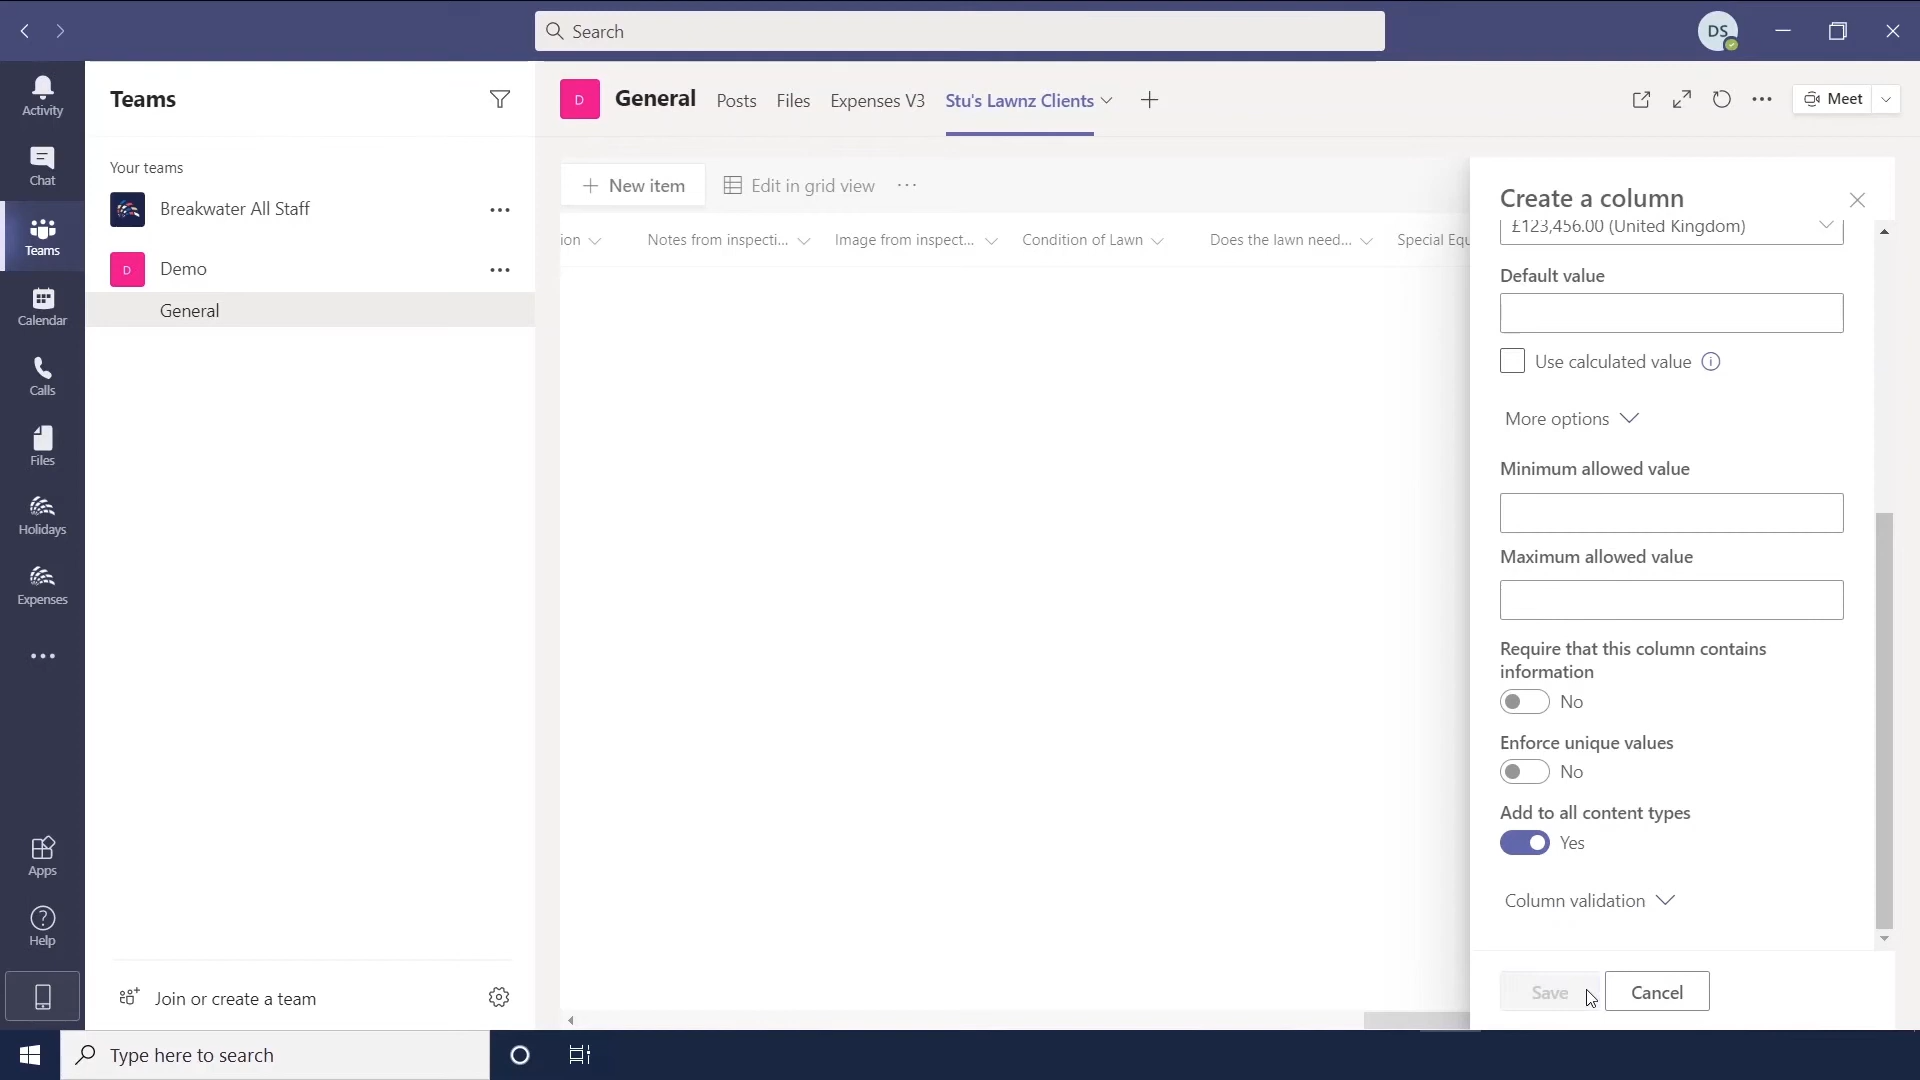 Search
DS
Activity
Chat
Teams
Calendar
Calls
Files
Holidays
Expenses
Apps
Help
Teams
Your teams
Breakwater All Staff
D
Demo
General
Join or create a team
D
General
Posts
Files
Expenses V3
Stu's Lawnz Clients
Meet
New item
Edit in grid view
ion
Notes from inspecti...
Image from inspect...
Condition of Lawn
Does the lawn need...
Special Equ
Create a column
£123,456.00 (United Kingdom)
Default value
Use calculated value
More options
Minimum allowed value
Maximum allowed value
Require that this column contains
information
No
Enforce unique values
No
Add to all content types
Yes
Column validation
Save
Cancel
Type here to search